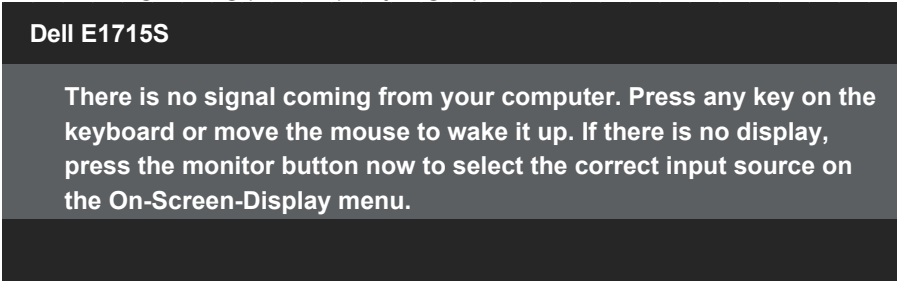 Dell E1715S
There is no signal coming from your computer. Press any key on the
keyboard or move the mouse to wake it up. If there is no display,
press the monitor button now to select the correct input source on
the On-Screen-Display menu.